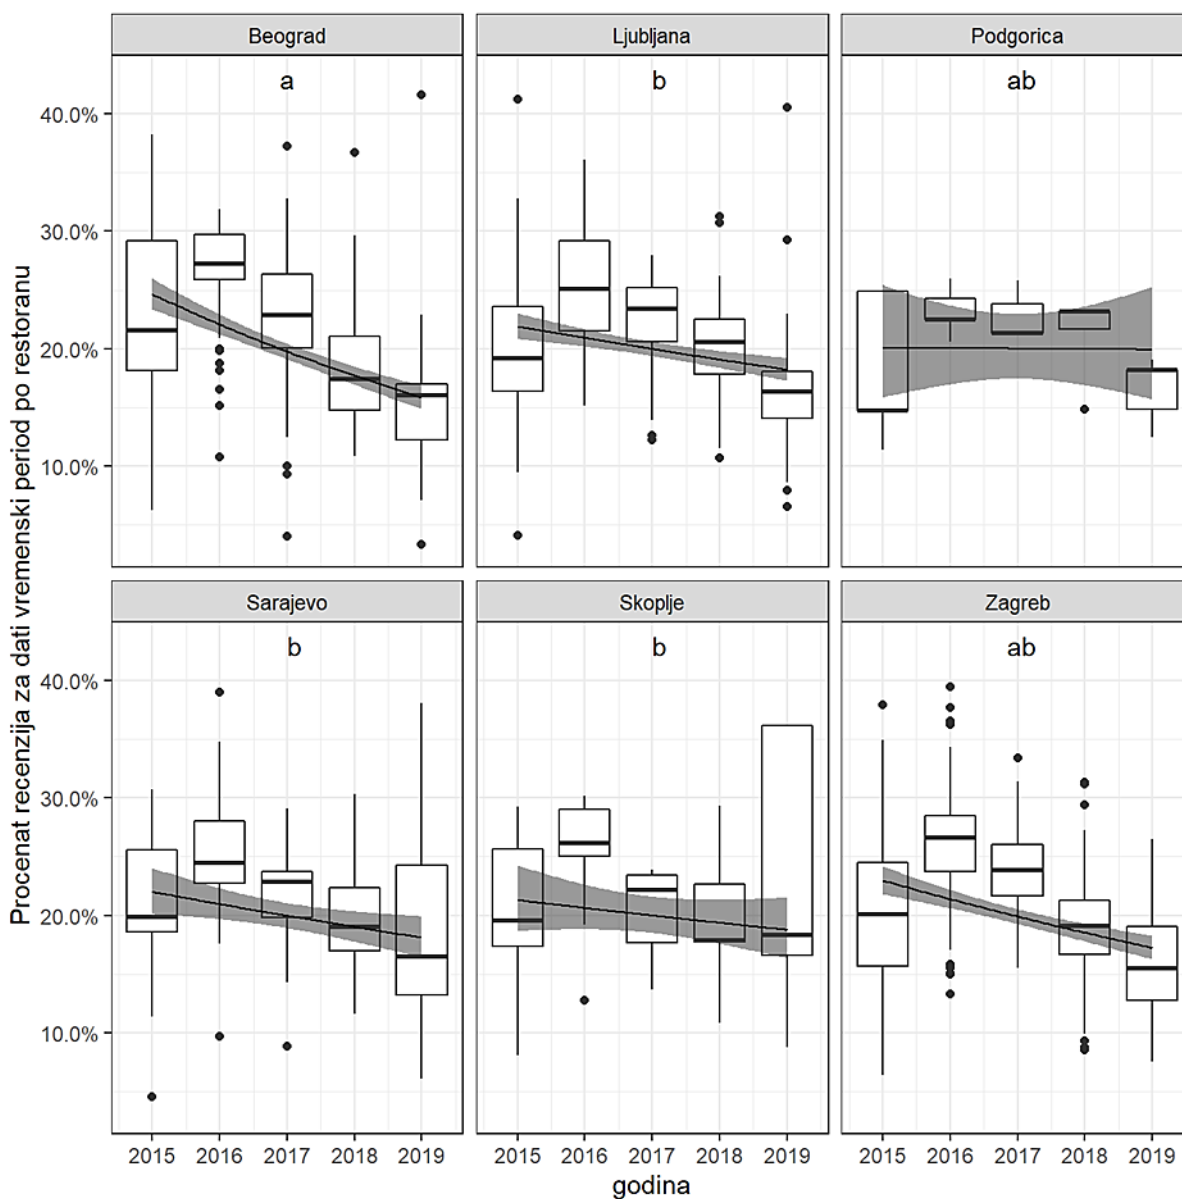 Beograd
Ljubljana
Podgorica
a
b
ab
40.0%
30.0%
20.0%
10.0%
Sarajevo
Skoplje
Zagreb
b
b
ab
40.0%
30.0%
20.0%
10.0%
2015 2016 2017 2018 2019
2015 2016 2017 2018 2019
2015 2016 2017 2018 2019
godina
Procenat recenzija za dati vremenski period po restoranu